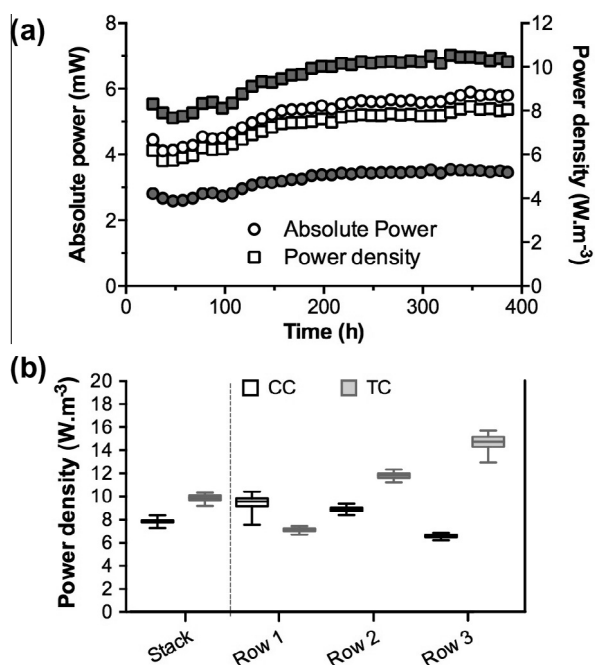 (a)
8
6
4
2
0
Absolute power (mW)
12
10
8
6
4
2
0
Power density
(W.m-3)
Absolute Power
Power density
0 100 200 300 400
Time (h)
(b)
20
18
16
14
12
10
8
6
4
2
0
Power density (W.m-3)
CC TC
Stack Row 1 Row 2 Row 3